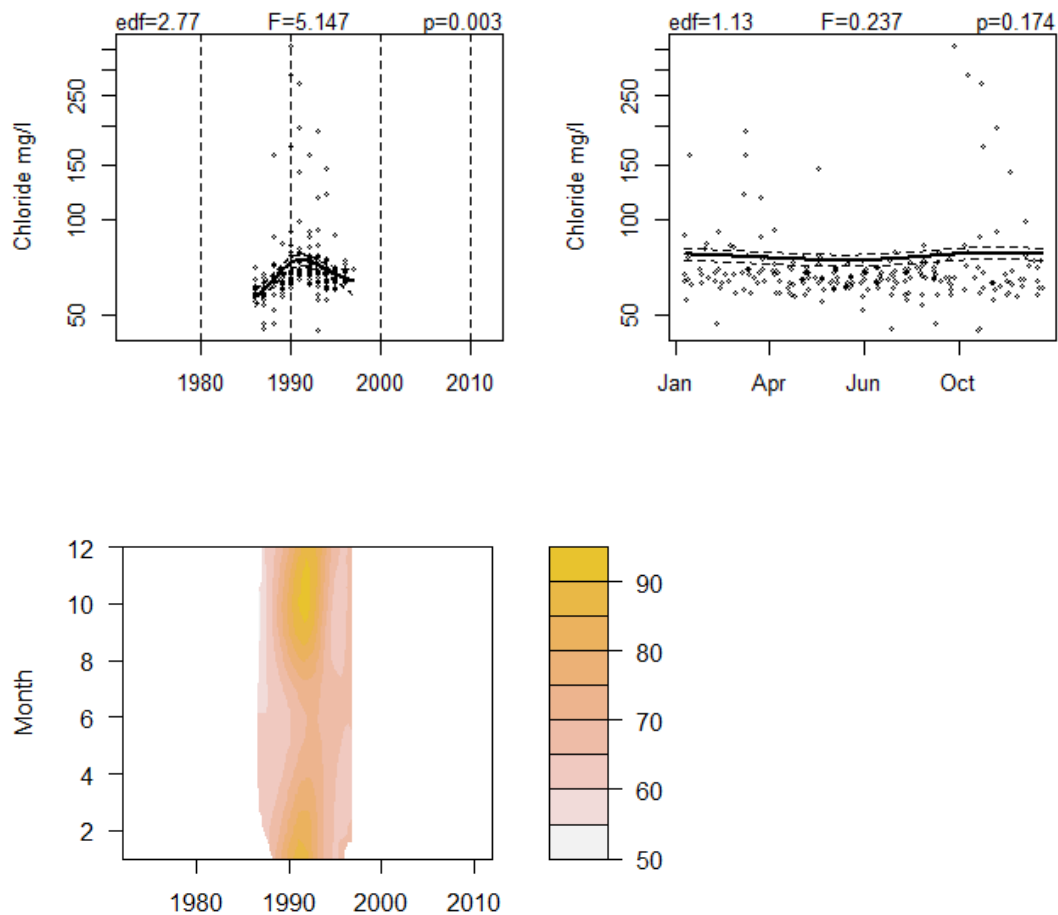 edf=2.77 F=5.147 p=0.003
Chloride mg/l
250
150
100
50
1980 1990 2000 2010
edf=1.13 F=0.237 p=0.174
Chloride mg/l
250
150
100
50
Jan Apr Jun Oct
Month
12
10
8
6
4
2
1980 1990 2000 2010
90
80
70
60
50